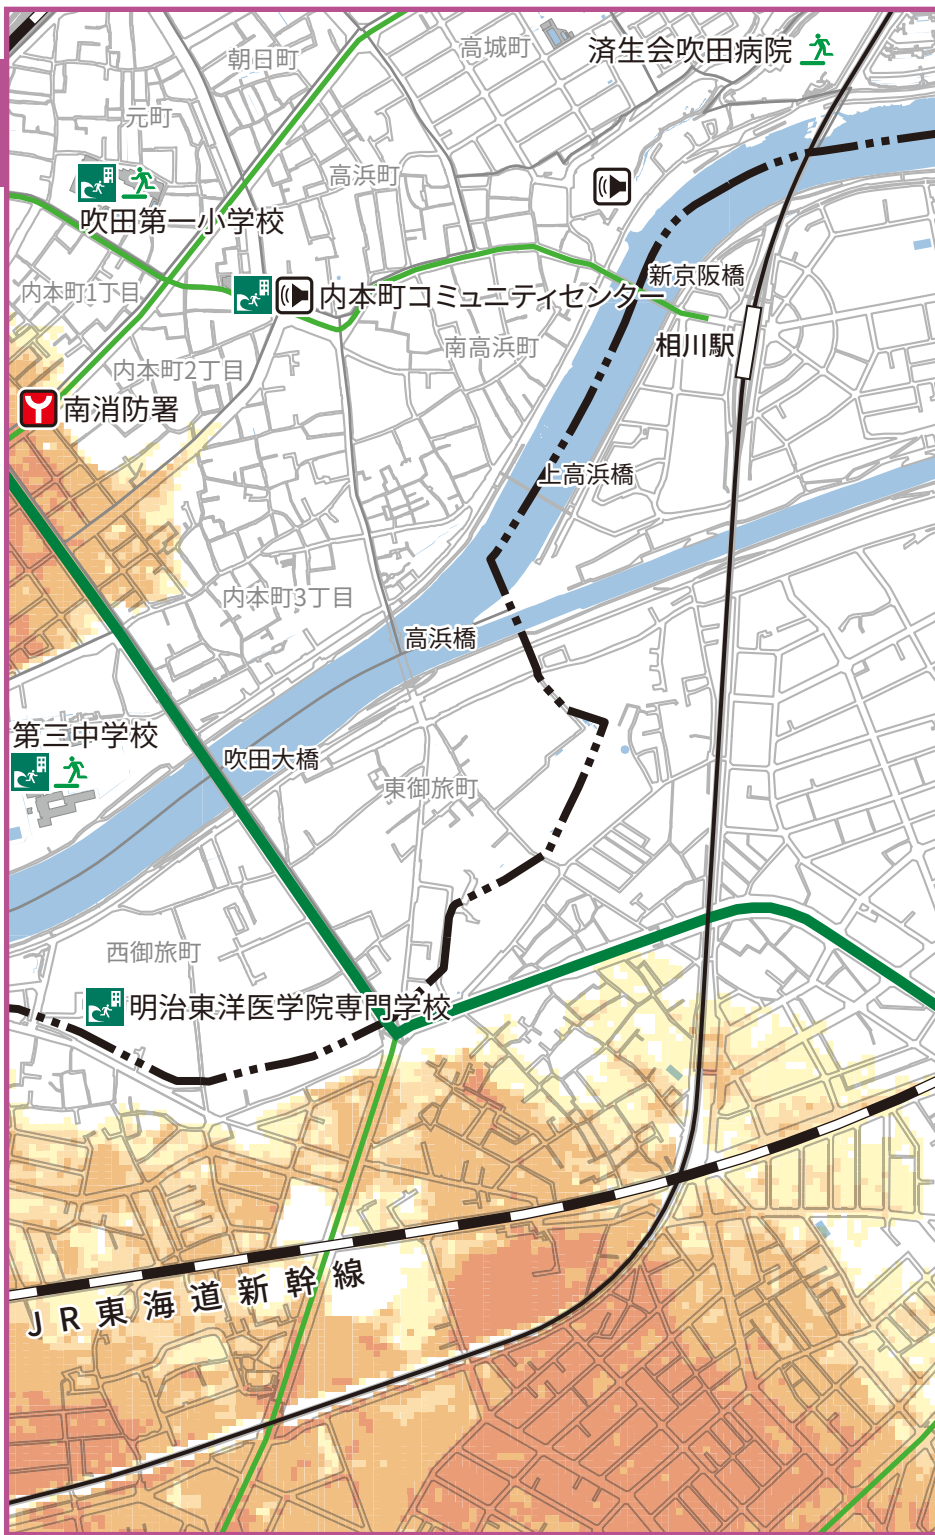 朝日町
高城町
済生会吹田病院
元町
高浜町
吹田第一小学校
新京阪橋
内本町1丁目
内本町コミュニティセンター
南高浜町
相川駅
内本町2丁目
南消防署
上高浜橋
内本町3丁目
高浜橋
第三中学校
吹田大橋
東御旅町
西御旅町
明治東洋医学院専門学校
JR東海道新幹線